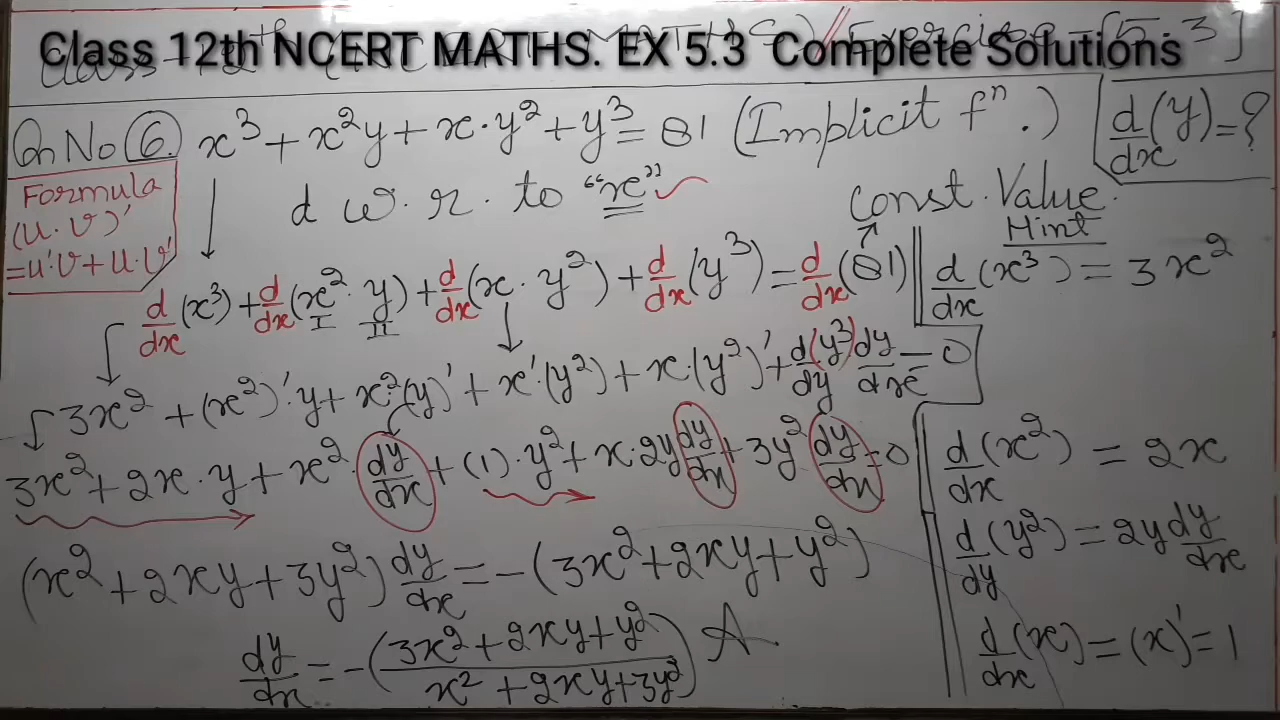 Class 12th NCERT MATHS. EX 5.3 Complete Solutions
Qn No (6) x³ + x²y + x·y² + y³ = 81 (Implicit fⁿ.)
d/dx (y) = ?
Formula
(u·v)'
= u'·v + u·v'
d w.r. to "x"
Const. Value
d/dx (x³) + d/dx (x²·y) + d/dx (x·y²) + d/dx (y³) = d/dx (81)
I II
Hint
d/dx (x³) = 3x²
3x² + (x²)'·y + x²·(y)' + x'·(y²) + x·(y²)' + d(y³)/dy dy/dx = 0
3x² + 2x·y + x²·dy/dx + (1)·y² + x·2y dy/dx + 3y² dy/dx = 0
d/dx (x²) = 2x
d/dy (y²) = 2y dy/dx
d/dx (x) = (x)' = 1
(x² + 2xy + 3y²) dy/dx = -(3x² + 2xy + y²)
dy/dx = -(3x² + 2xy + y² / x² + 2xy + 3y²) A